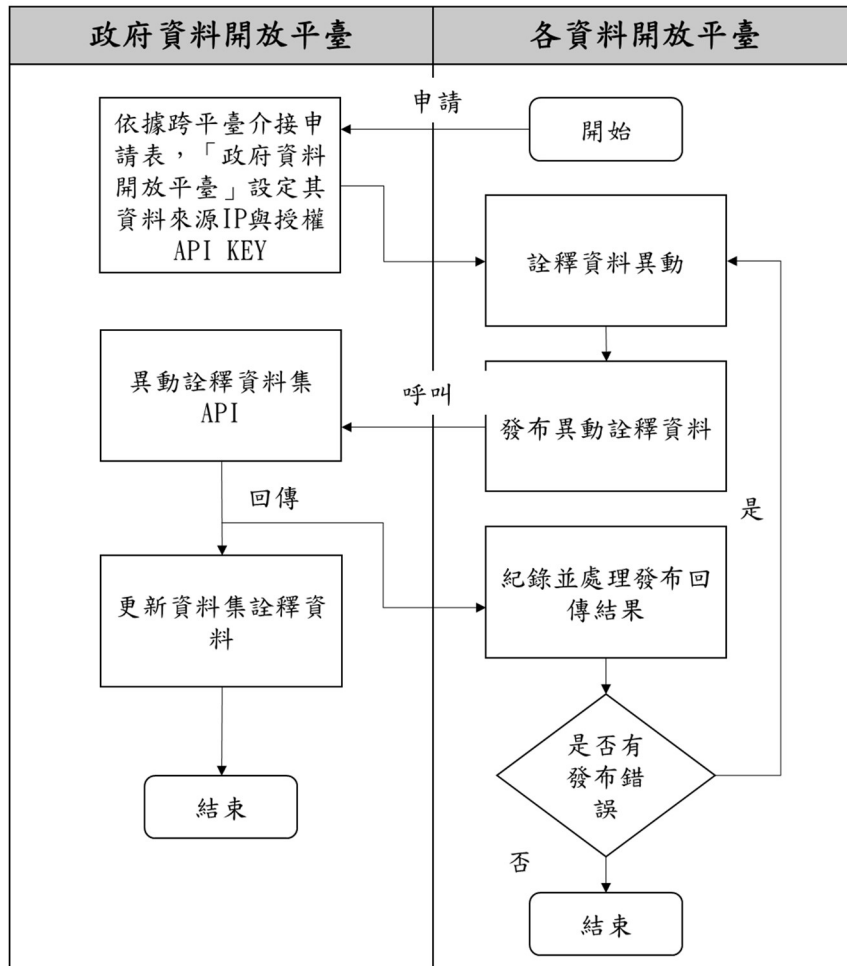 政府資料開放平臺
各資料開放平臺
申請
開始
依據跨平臺介接申
請表，「政府資料
開放平臺」設定其
資料來源IP與授權
API KEY
詮釋資料異動
異動詮釋資料集
API
呼叫
發布異動詮釋資料
回傳
是
更新資料集詮釋資
料
紀錄並處理發布回
傳結果
是否有
發布錯
誤
結束
否
結束